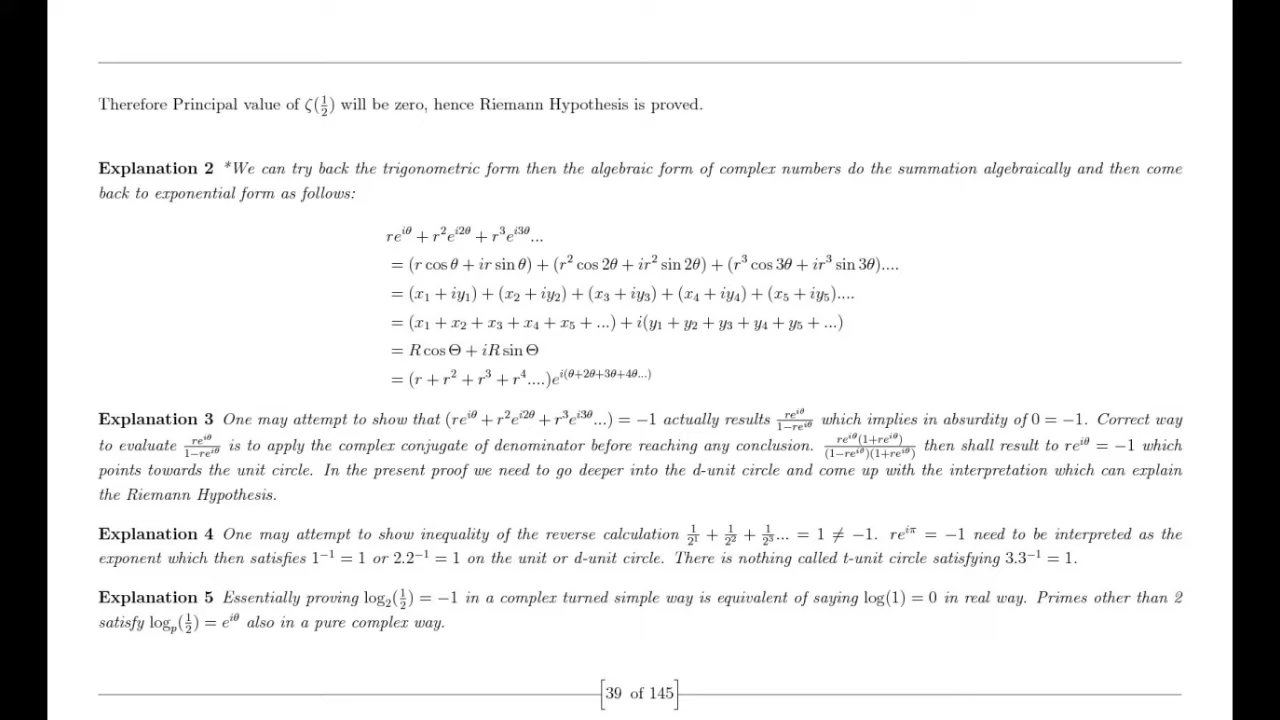 Therefore Principal value of ζ(1/2) will be zero, hence Riemann Hypothesis is proved.
Explanation 2 *We can try back the trigonometric form then the algebraic form of complex numbers do the summation algebraically and then come
back to exponential form as follows:
re^{iθ} + r^2e^{i2θ} + r^3e^{i3θ}...
= (r cos θ + ir sin θ) + (r^2 cos 2θ + ir^2 sin 2θ) + (r^3 cos 3θ + ir^3 sin 3θ)....
= (x_1 + iy_1) + (x_2 + iy_2) + (x_3 + iy_3) + (x_4 + iy_4) + (x_5 + iy_5)....
= (x_1 + x_2 + x_3 + x_4 + x_5 + ...) + i(y_1 + y_2 + y_3 + y_4 + y_5 + ...)
= R cos Θ + iR sin Θ
= (r + r^2 + r^3 + r^4....)e^{i(θ+2θ+3θ+4θ...)}
Explanation 3 One may attempt to show that (re^{iθ} + r^2e^{i2θ} + r^3e^{i3θ}...) = −1 actually results re^{iθ}/(1−re^{iθ}) which implies in absurdity of 0 = −1. Correct way
to evaluate re^{iθ}/(1−re^{iθ}) is to apply the complex conjugate of denominator before reaching any conclusion. re^{iθ}(1+re^{iθ})/((1−re^{iθ})(1+re^{iθ})) then shall result to re^{iθ} = −1 which
points towards the unit circle. In the present proof we need to go deeper into the d-unit circle and come up with the interpretation which can explain
the Riemann Hypothesis.
Explanation 4 One may attempt to show inequality of the reverse calculation 1/2^1 + 1/2^2 + 1/2^3... = 1 ≠ −1. re^{iπ} = −1 need to be interpreted as the
exponent which then satisfies 1^{−1} = 1 or 2.2^{−1} = 1 on the unit or d-unit circle. There is nothing called t-unit circle satisfying 3.3^{−1} = 1.
Explanation 5 Essentially proving log_2(1/2) = −1 in a complex turned simple way is equivalent of saying log(1) = 0 in real way. Primes other than 2
satisfy log_p(1/2) = e^{iθ} also in a pure complex way.
39 of 145